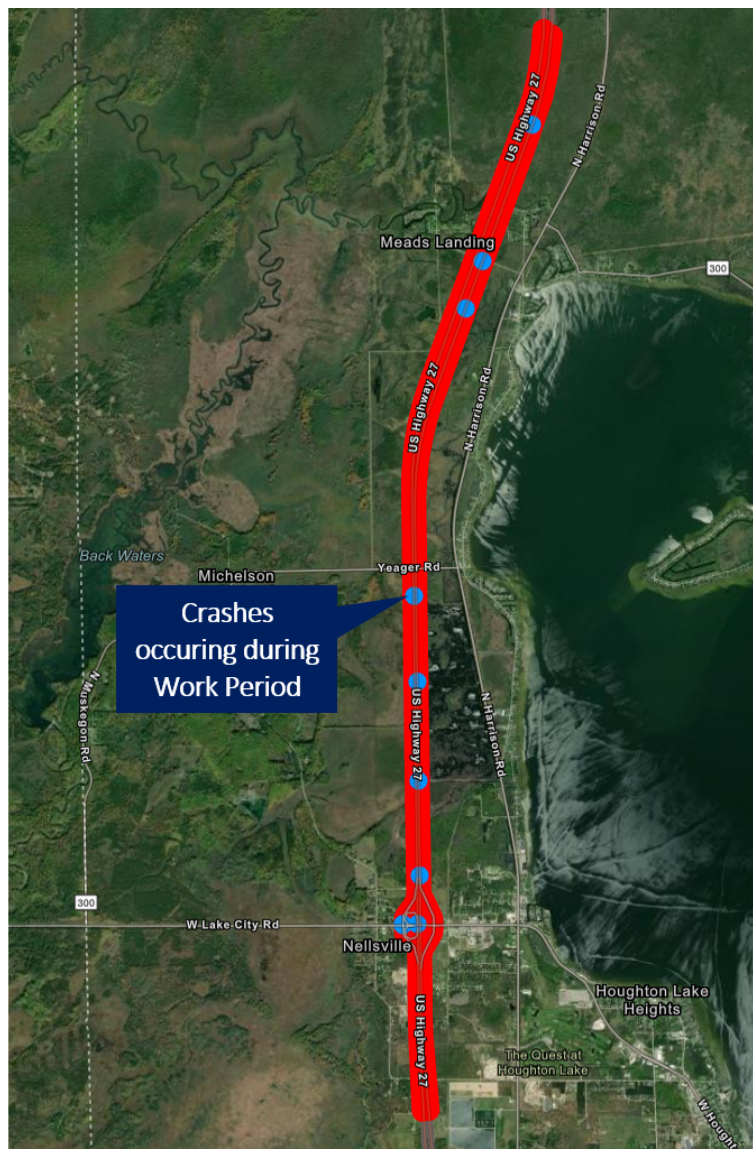 US Highway 27
N Harrison Rd
Meads Landing
300
US Highway 27
N Harrison Rd
Back Waters
Michelson
Yeager Rd
Crashes
occuring during
Work Period
N Muskegon Rd
US Highway 27
N Harrison Rd
300
W Lake City Rd
Nellsville
Houghton Lake
Heights
US Highway 27
The Quest at
Houghton Lake
W Hought